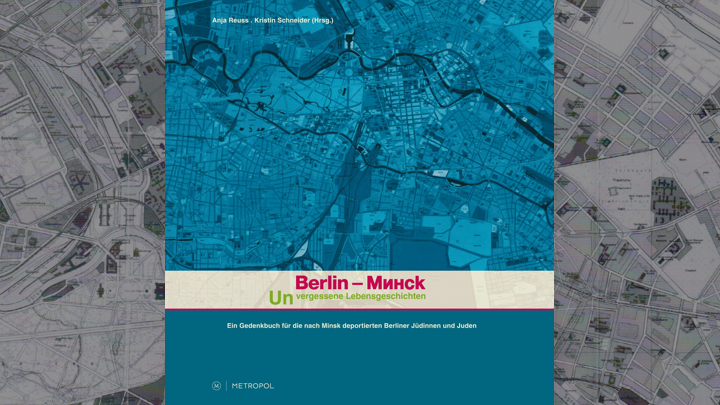 Anja Reuss . Kristin Schneider (Hrsg.)
Berlin – Минск
Unvergessene Lebensgeschichten
Ein Gedenkbuch für die nach Minsk deportierten Berliner Jüdinnen und Juden
M | METROPOL